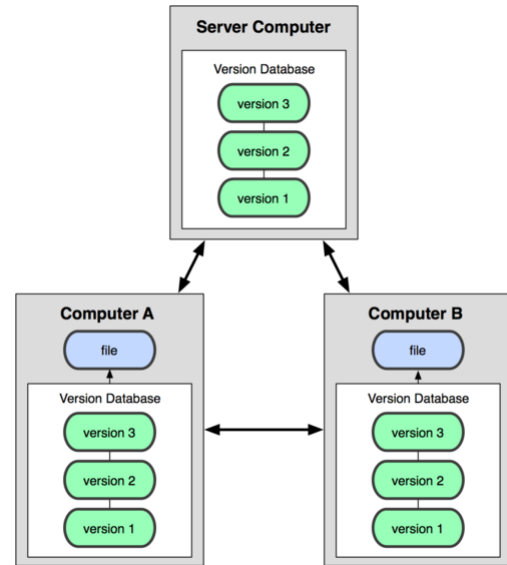 Server Computer
Version Database
version 3
version 2
version 1
Computer A
file
Version Database
version 3
version 2
version 1
Computer B
file
Version Database
version 3
version 2
version 1